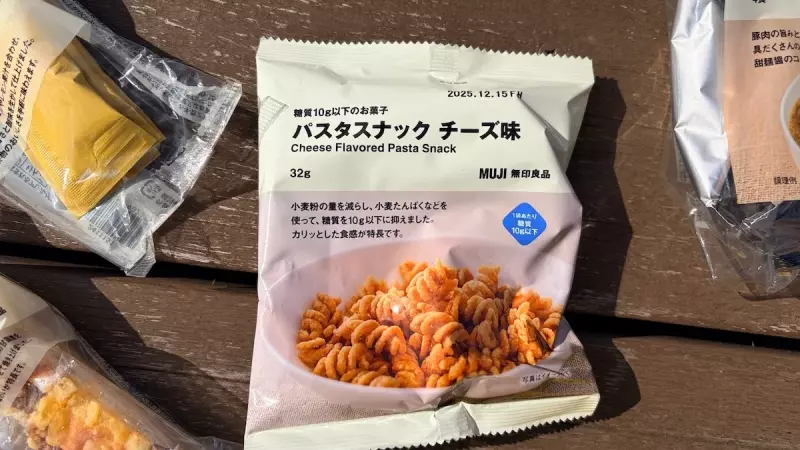 2025.12.15
糖質10g以下のお菓子
パスタスナック チーズ味
Cheese Flavored Pasta Snack
32g
MUJI 無印良品
小麦粉の量を減らし、小麦たんぱくなどを
使って、糖質を10g以下に抑えました。
カリッとした食感が特長です。
1袋あたり
糖質
10g以下
豚肉の旨みと
具だくさんの
甜麺醤のコ
調理例